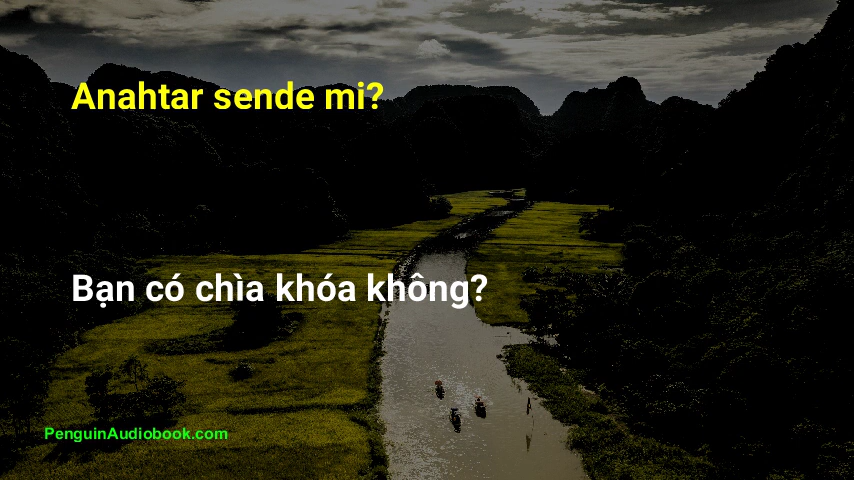 Anahtar sende mi?
Bạn có chìa khóa không?
PenguinAudiobook.com